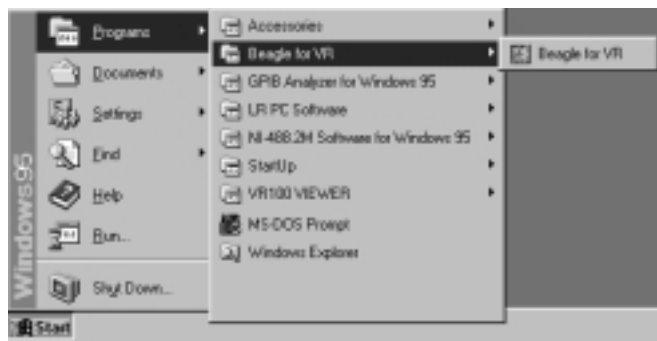 Programs
Documents
Settings
Find
Help
Run...
Shut Down...
Windows95
Start
Accessories
Beagle for VR
GPIB Analyzer for Windows 95
LR PC Software
NI-488.2M Software for Windows 95
StartUp
VR100 VIEWER
MS-DOS Prompt
Windows Explorer
Beagle for VR